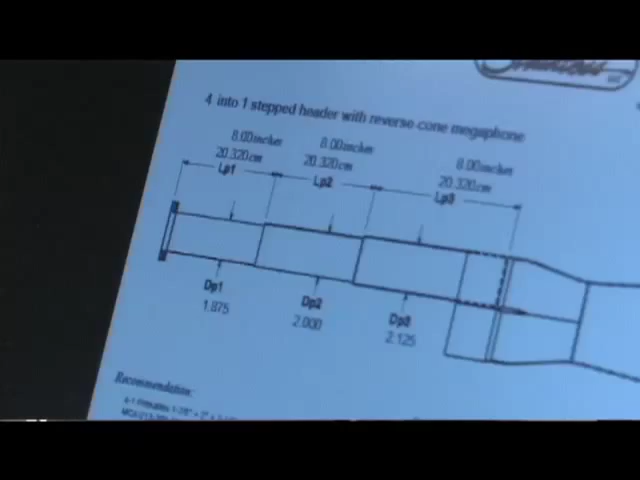 4 into 1 stepped header with reverse-cone megaphone
8.00inches 8.00inches 8.00inches
20.320cm 20.320cm 20.320cm
Lp1 Lp2 Lp3
Dp1 Dp2 Dp3
1.875 2.000 2.125
Recommendation: